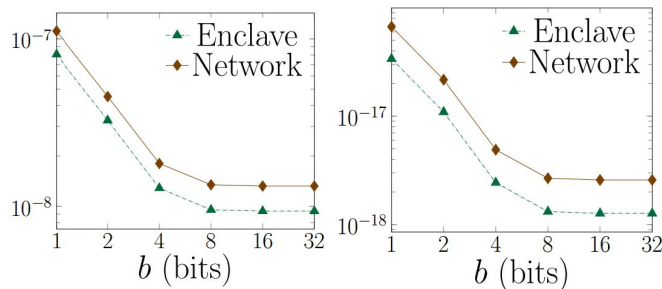 10⁻⁷
10⁻⁸
Enclave
Network
1 2 4 8 16 32
b (bits)
10⁻¹⁷
10⁻¹⁸
Enclave
Network
1 2 4 8 16 32
b (bits)